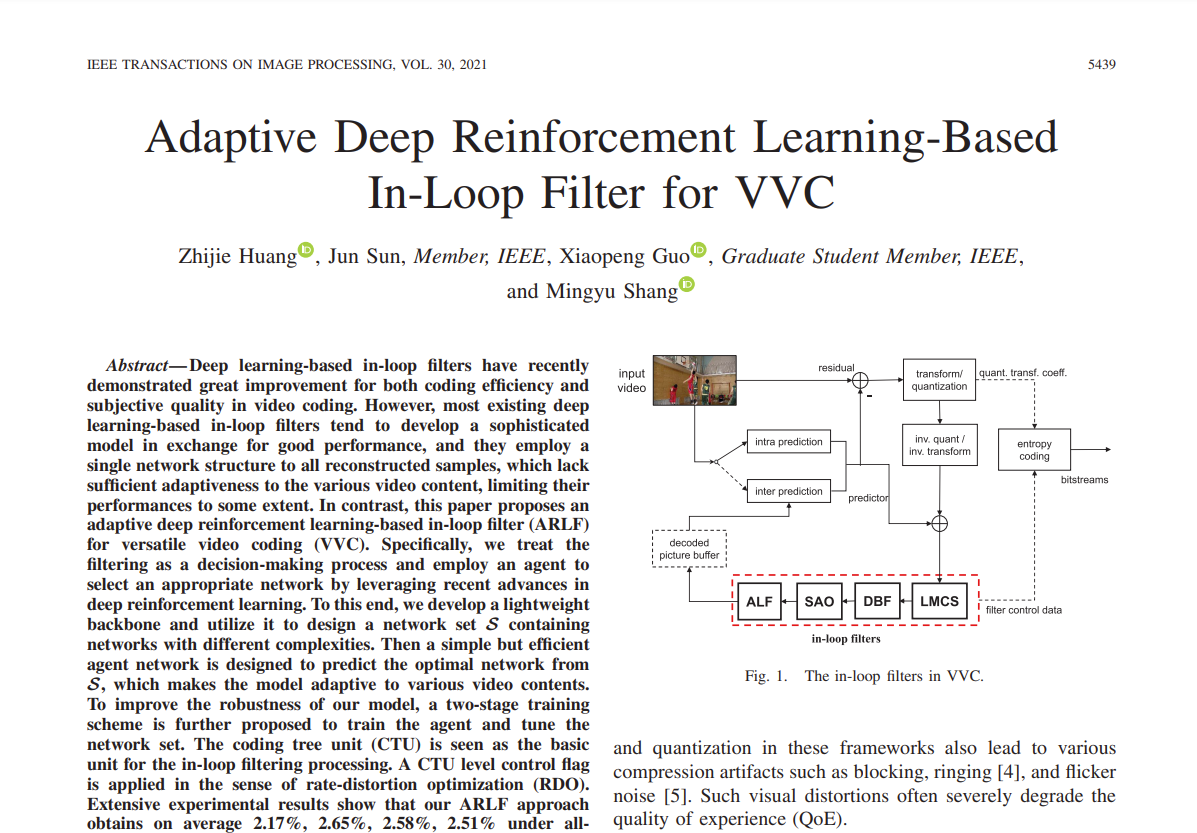 IEEE TRANSACTIONS ON IMAGE PROCESSING, VOL. 30, 2021
5439
Adaptive Deep Reinforcement Learning-Based
In-Loop Filter for VVC
Zhijie Huang, Jun Sun, Member, IEEE, Xiaopeng Guo, Graduate Student Member, IEEE,
and Mingyu Shang
Abstract—Deep learning-based in-loop filters have recently
demonstrated great improvement for both coding efficiency and
subjective quality in video coding. However, most existing deep
learning-based in-loop filters tend to develop a sophisticated
model in exchange for good performance, and they employ a
single network structure to all reconstructed samples, which lack
sufficient adaptiveness to the various video content, limiting their
performances to some extent. In contrast, this paper proposes an
adaptive deep reinforcement learning-based in-loop filter (ARLF)
for versatile video coding (VVC). Specifically, we treat the
filtering as a decision-making process and employ an agent to
select an appropriate network by leveraging recent advances in
deep reinforcement learning. To this end, we develop a lightweight
backbone and utilize it to design a network set S containing
networks with different complexities. Then a simple but efficient
agent network is designed to predict the optimal network from
S, which makes the model adaptive to various video contents.
To improve the robustness of our model, a two-stage training
scheme is further proposed to train the agent and tune the
network set. The coding tree unit (CTU) is seen as the basic
unit for the in-loop filtering processing. A CTU level control flag
is applied in the sense of rate-distortion optimization (RDO).
Extensive experimental results show that our ARLF approach
obtains on average 2.17%, 2.65%, 2.58%, 2.51% under all-
input
video
residual
-
transform/
quantization
quant. transf. coeff.
intra prediction
inv. quant /
inv. transform
entropy
coding
bitstreams
inter prediction
predictor
decoded
picture buffer
ALF
SAO
DBF
LMCS
filter control data
in-loop filters
Fig. 1. The in-loop filters in VVC.
and quantization in these frameworks also lead to various
compression artifacts such as blocking, ringing [4], and flicker
noise [5]. Such visual distortions often severely degrade the
quality of experience (QoE).